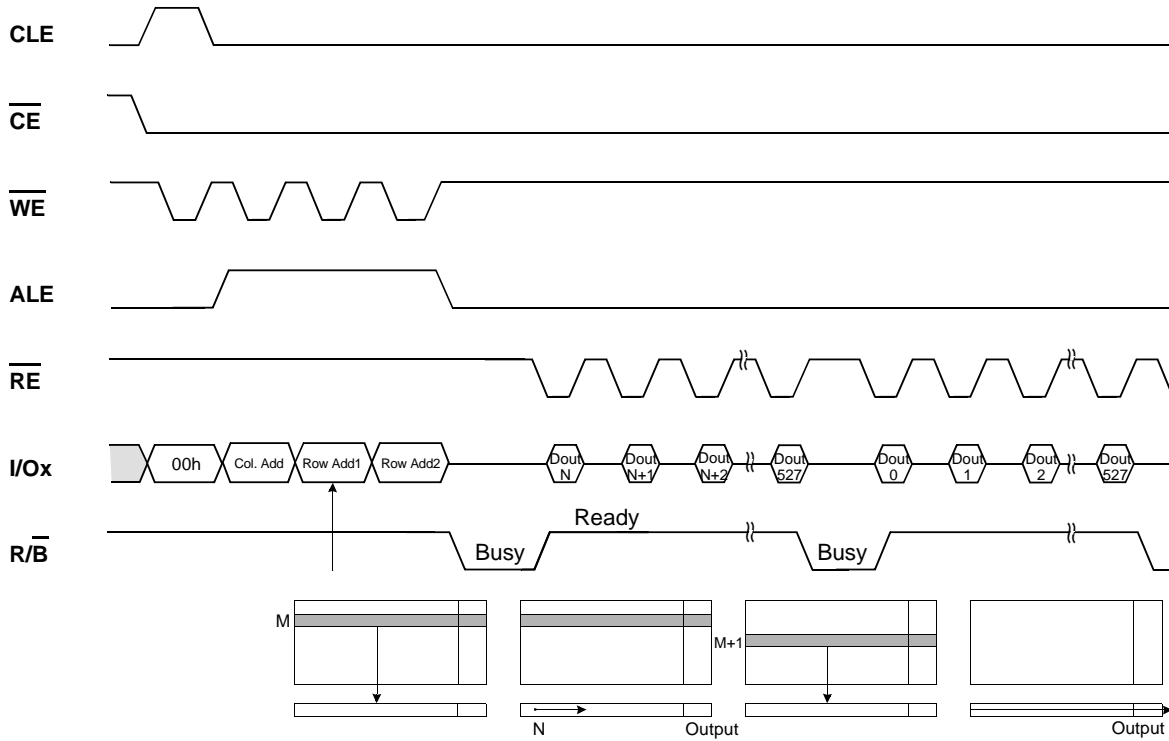 CLE
CE
WE
ALE
RE
I/Ox
00h
Col. Add
Row Add1
Row Add2
Dout
N
Dout
N+1
Dout
N+2
Dout
527
Dout
0
Dout
1
Dout
2
Dout
527
R/B
Busy
Ready
Busy
M
M+1
N
Output
Output